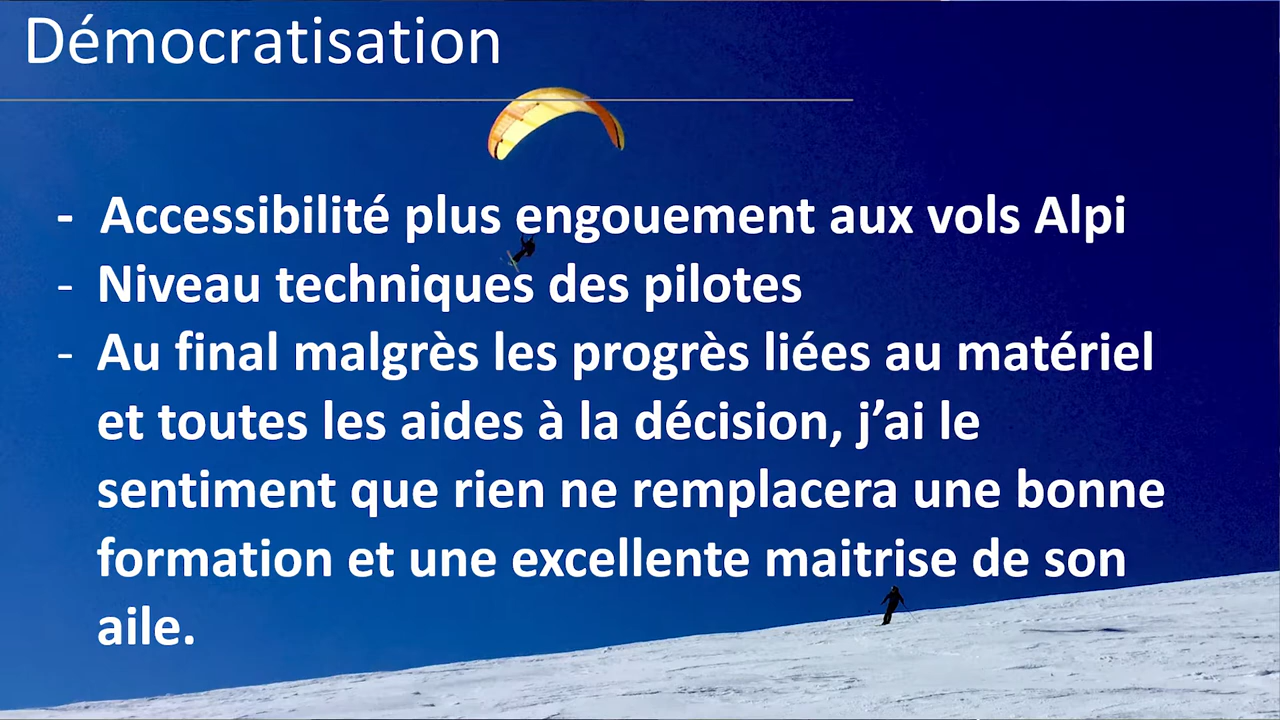 Démocratisation
- Accessibilité plus engouement aux vols Alpi
- Niveau techniques des pilotes
- Au final malgrès les progrès liées au matériel
et toutes les aides à la décision, j’ai le
sentiment que rien ne remplacera une bonne
formation et une excellente maitrise de son
aile.